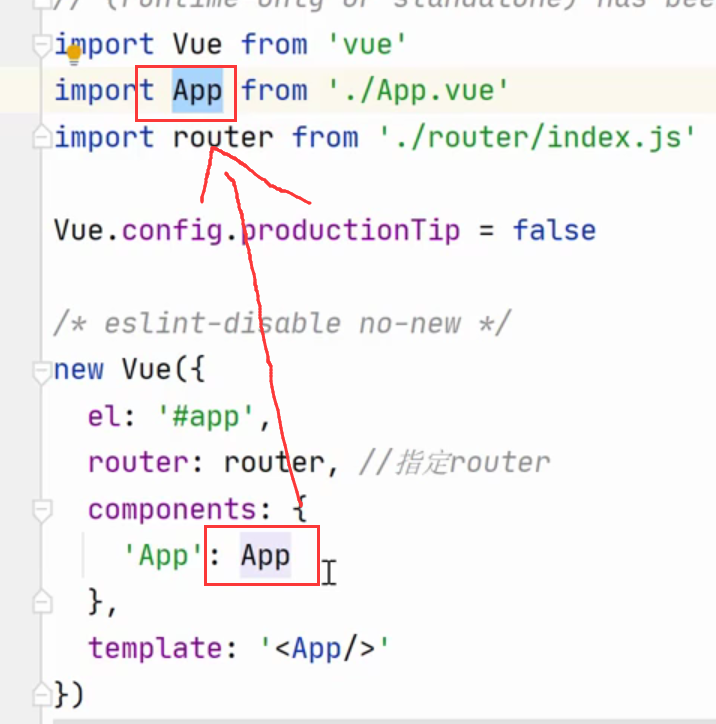 // (runtime only or standalone) has bee
import Vue from 'vue'
import App from './App.vue'
import router from './router/index.js'
Vue.config.productionTip = false
/* eslint-disable no-new */
new Vue({
el: '#app',
router: router, //指定router
components: {
'App': App
},
template: '<App/>'
})